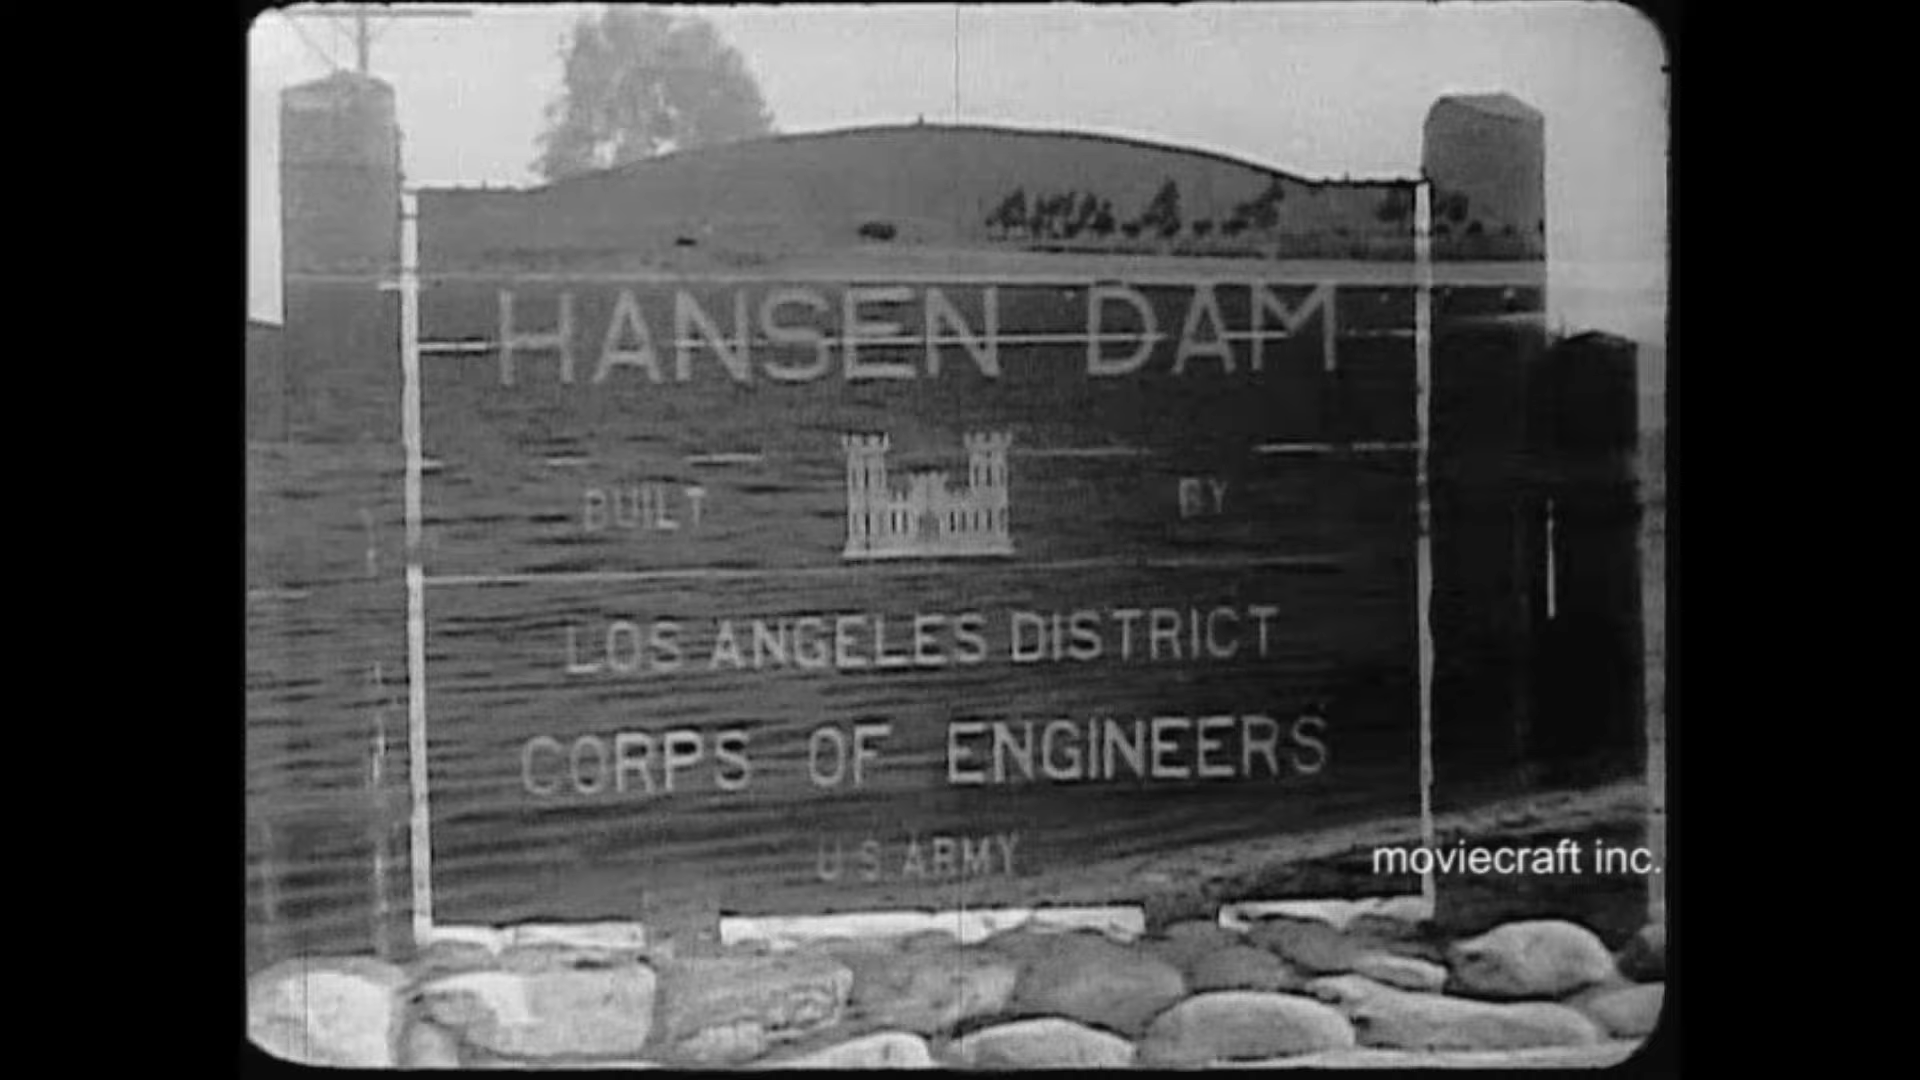 HANSEN DAM
BUILT BY
LOS ANGELES DISTRICT
CORPS OF ENGINEERS
U S ARMY
moviecraft inc.